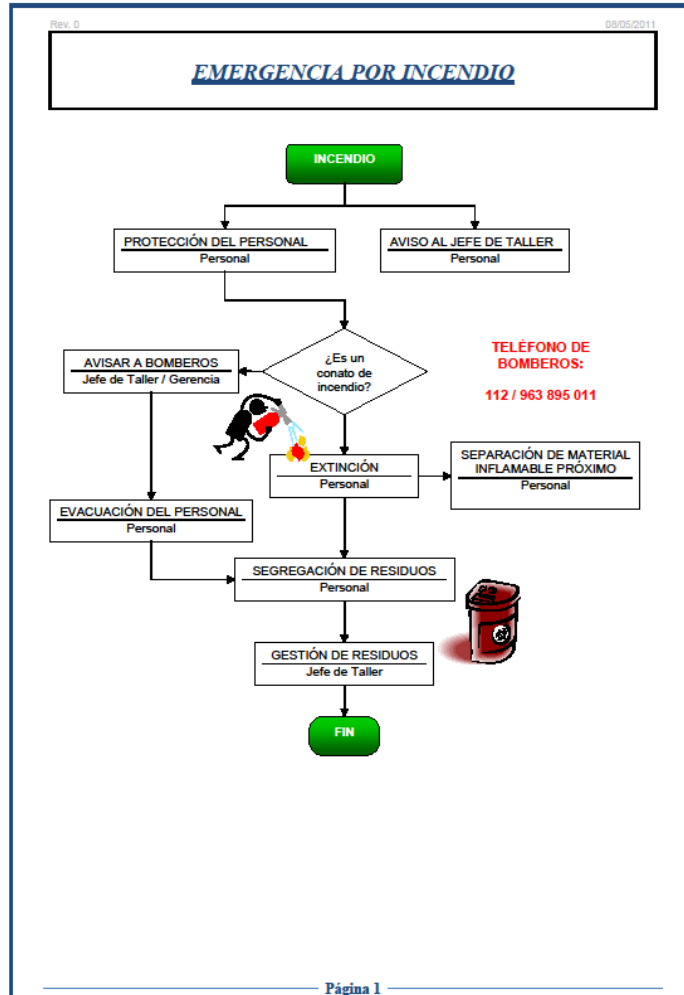 Rev. 0
08/05/2011
EMERGENCIA POR INCENDIO
INCENDIO
PROTECCIÓN DEL PERSONAL
Personal
AVISO AL JEFE DE TALLER
Personal
¿Es un
conato de
incendio?
AVISAR A BOMBEROS
Jefe de Taller / Gerencia
TELÉFONO DE
BOMBEROS:
112 / 963 895 011
EXTINCIÓN
Personal
SEPARACIÓN DE MATERIAL
INFLAMABLE PRÓXIMO
Personal
EVACUACIÓN DEL PERSONAL
Personal
SEGREGACIÓN DE RESIDUOS
Personal
GESTIÓN DE RESIDUOS
Jefe de Taller
FIN
Página 1